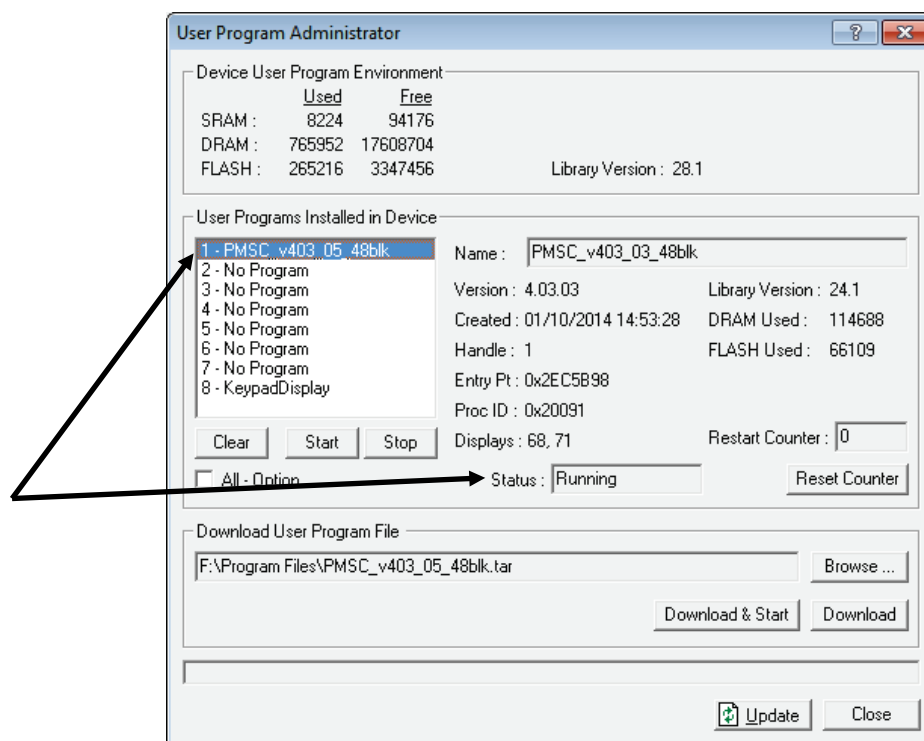 User Program Administrator
Device User Program Environment
Used Free
SRAM : 8224 94176
DRAM : 765952 17608704
FLASH : 265216 3347456 Library Version : 28.1
User Programs Installed in Device
1 - PMSC_v403_05_48blk
2 - No Program
3 - No Program
4 - No Program
5 - No Program
6 - No Program
7 - No Program
8 - KeypadDisplay
Name : PMSC_v403_03_48blk
Version : 4.03.03 Library Version : 24.1
Created : 01/10/2014 14:53:28 DRAM Used : 114688
Handle : 1 FLASH Used : 66109
Entry Pt : 0x2EC5B98
Proc ID : 0x20091
Displays : 68, 71 Restart Counter : 0
Clear Start Stop
All - Option Status : Running Reset Counter
Download User Program File
F:\Program Files\PMSC_v403_05_48blk.tar Browse ...
Download & Start Download
Update Close